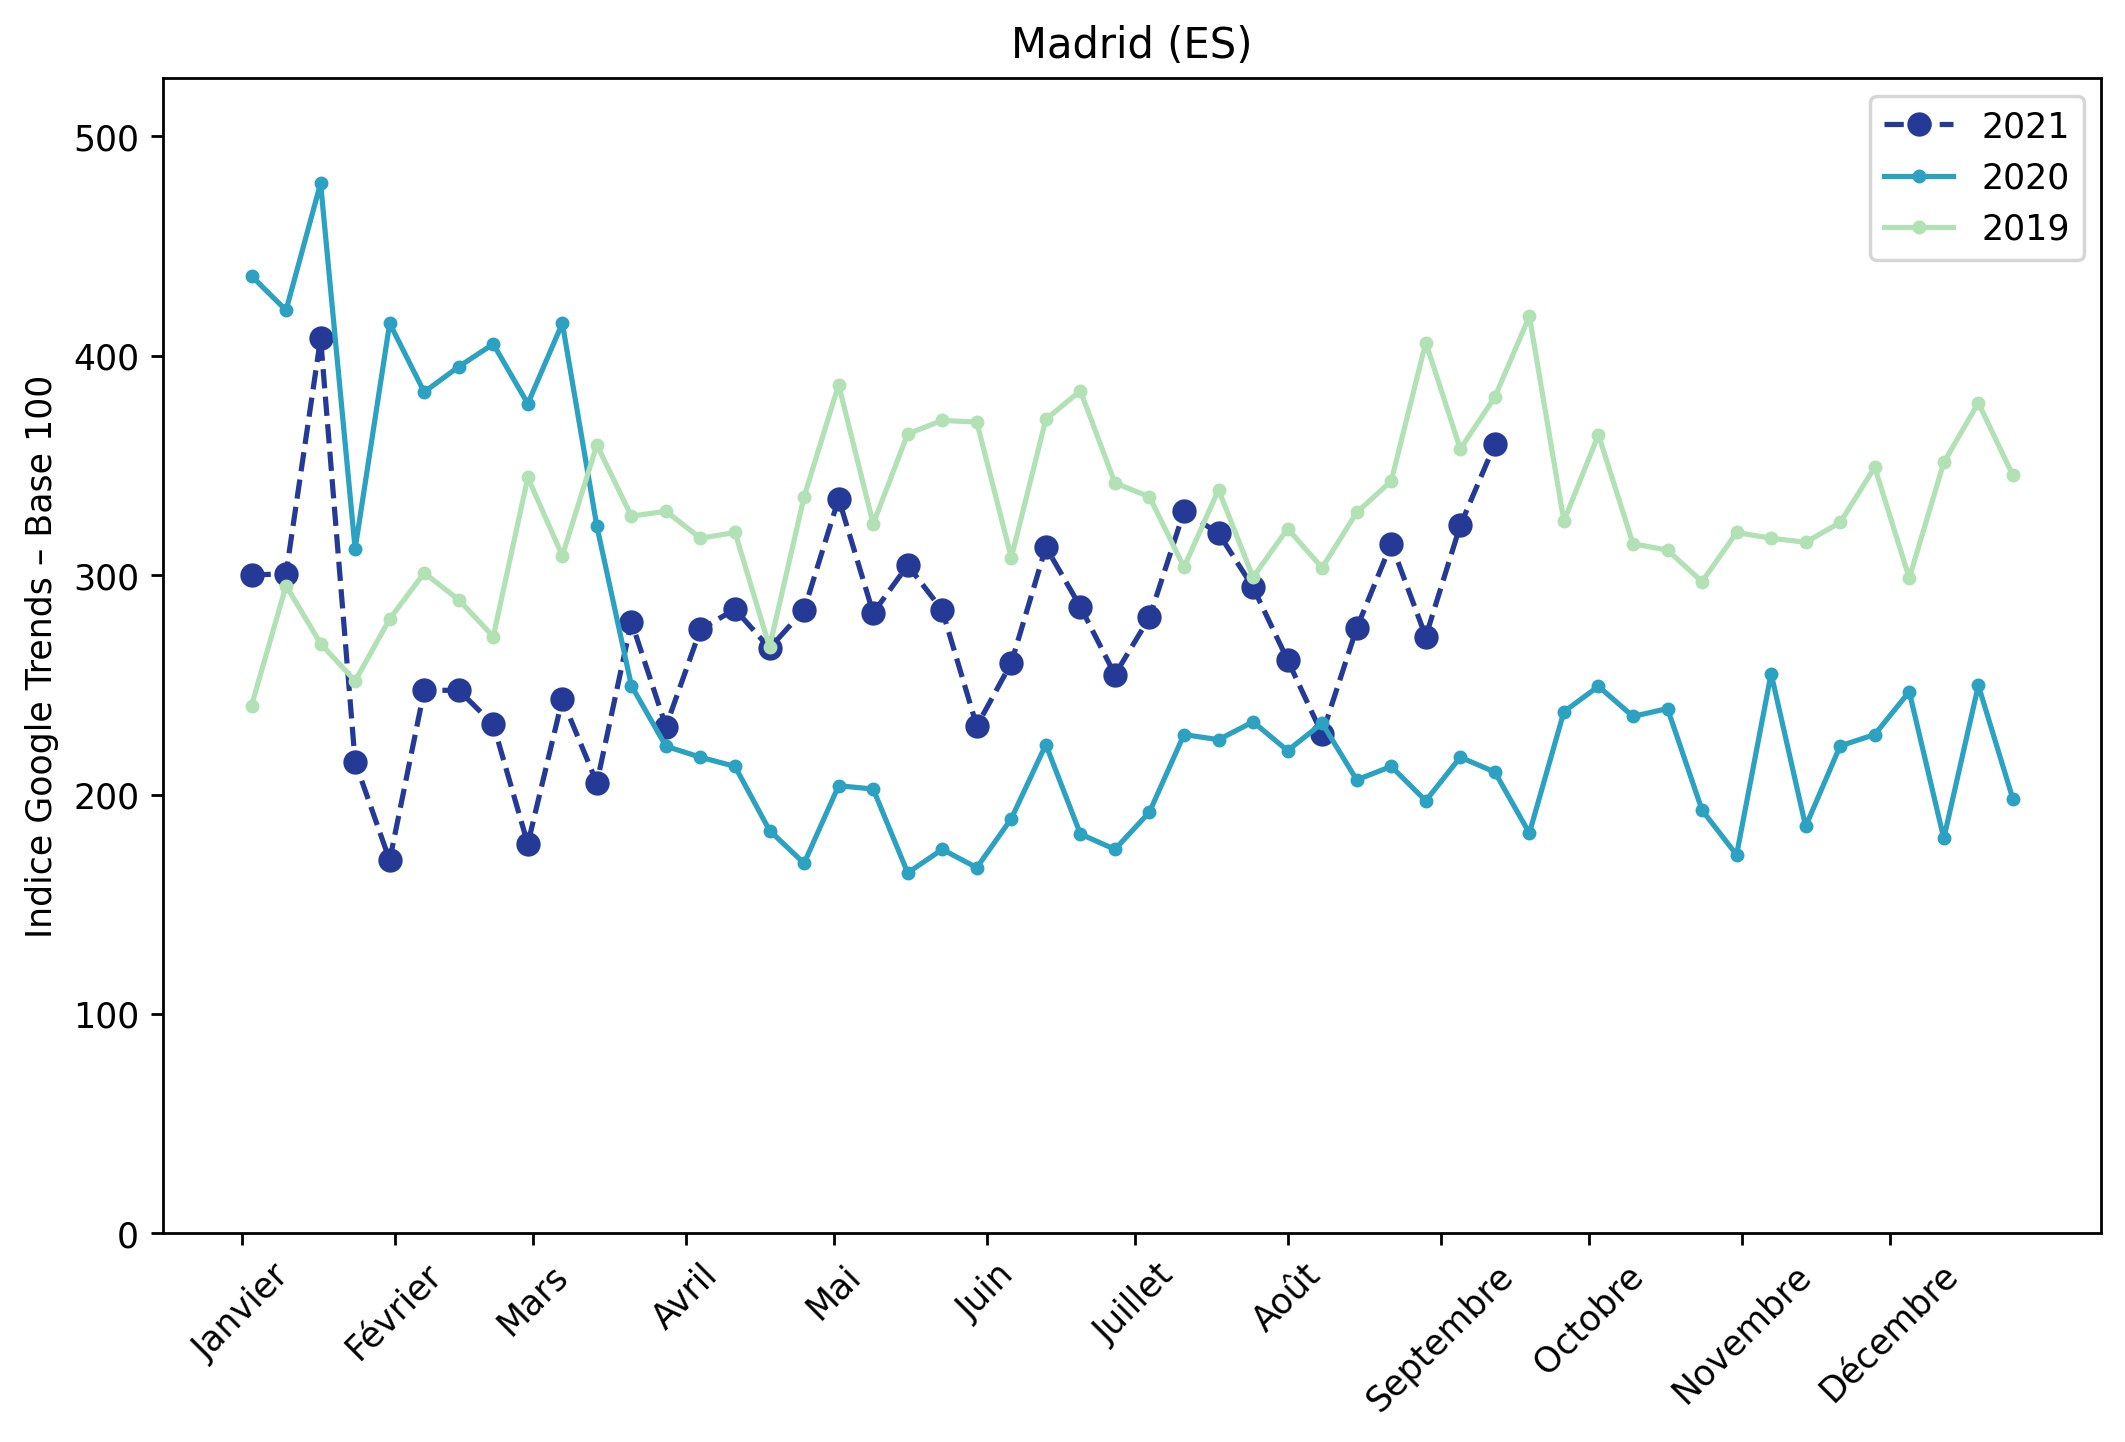 Madrid (ES)
2021
2020
2019
Indice Google Trends – Base 100
500
400
300
200
100
0
Janvier
Février
Mars
Avril
Mai
Juin
Juillet
Août
Septembre
Octobre
Novembre
Décembre